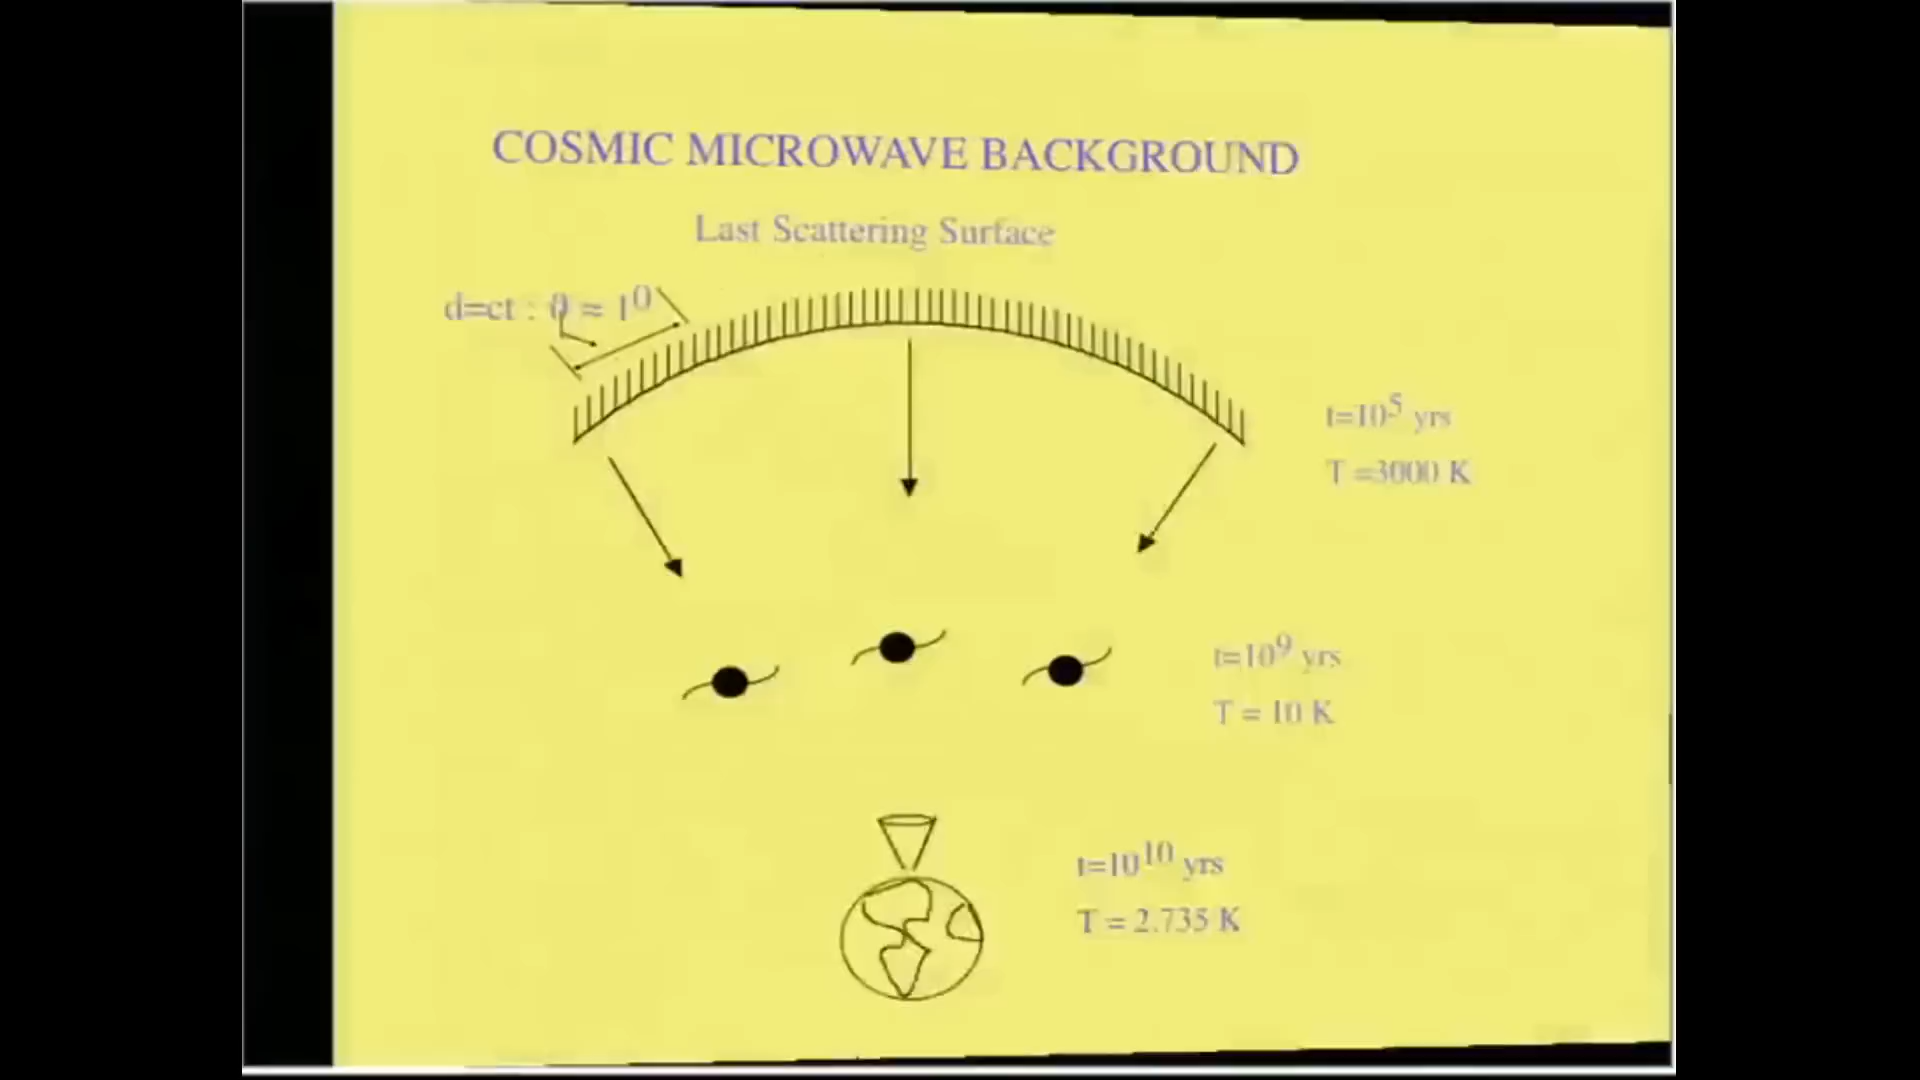 COSMIC MICROWAVE BACKGROUND
Last Scattering Surface
d=ct : θ ≈ 1⁰
t=10⁵ yrs
T =3000 K
t=10⁹ yrs
T = 10 K
t=10¹⁰ yrs
T = 2.735 K